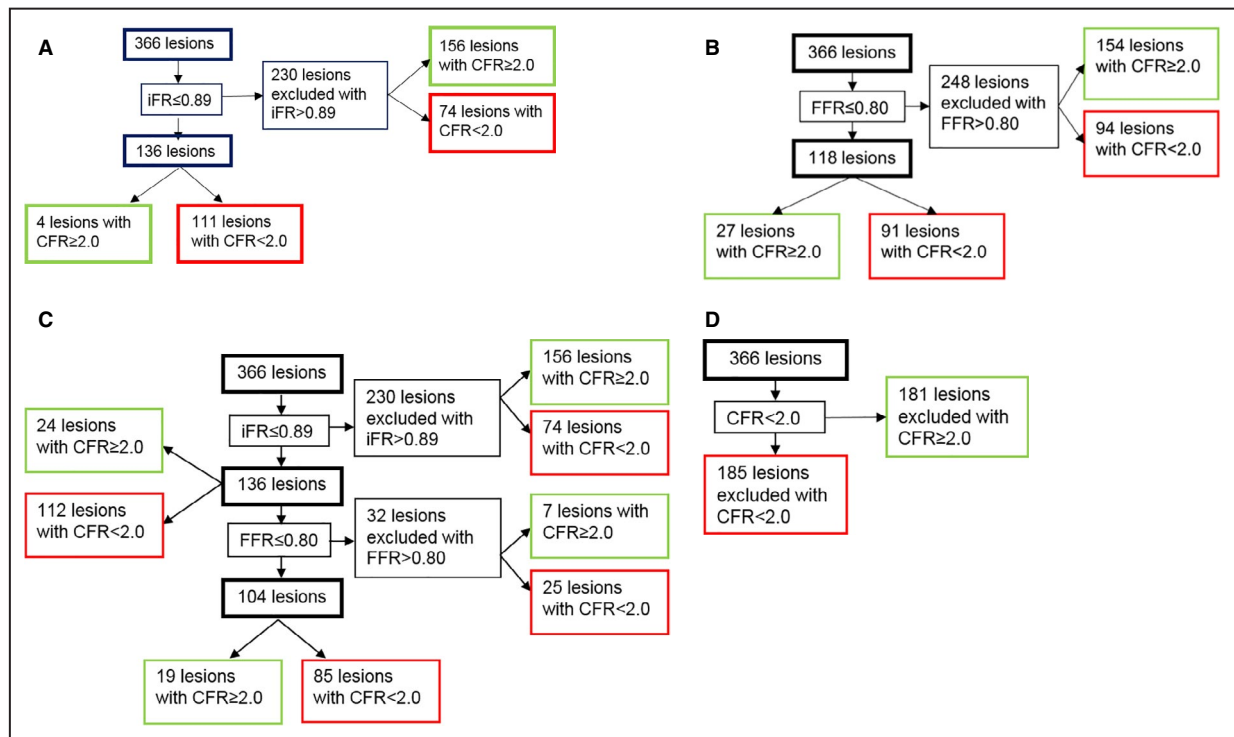 A
366 lesions
iFR≤0.89
230 lesions
excluded with
iFR>0.89
156 lesions
with CFR≥2.0
74 lesions with
CFR<2.0
136 lesions
4 lesions with
CFR≥2.0
111 lesions
with CFR<2.0
B
366 lesions
FFR≤0.80
248 lesions
excluded with
FFR>0.80
154 lesions
with CFR≥2.0
94 lesions
with CFR<2.0
118 lesions
27 lesions
with CFR≥2.0
91 lesions
with CFR<2.0
C
366 lesions
iFR≤0.89
230 lesions
excluded with
iFR>0.89
156 lesions
with CFR≥2.0
74 lesions
with CFR<2.0
24 lesions
with CFR≥2.0
112 lesions
with CFR<2.0
136 lesions
FFR≤0.80
32 lesions
excluded with
FFR>0.80
7 lesions with
CFR≥2.0
25 lesions
with CFR<2.0
104 lesions
19 lesions
with CFR≥2.0
85 lesions
with CFR<2.0
D
366 lesions
CFR<2.0
181 lesions
excluded with
CFR≥2.0
185 lesions
excluded with
CFR<2.0